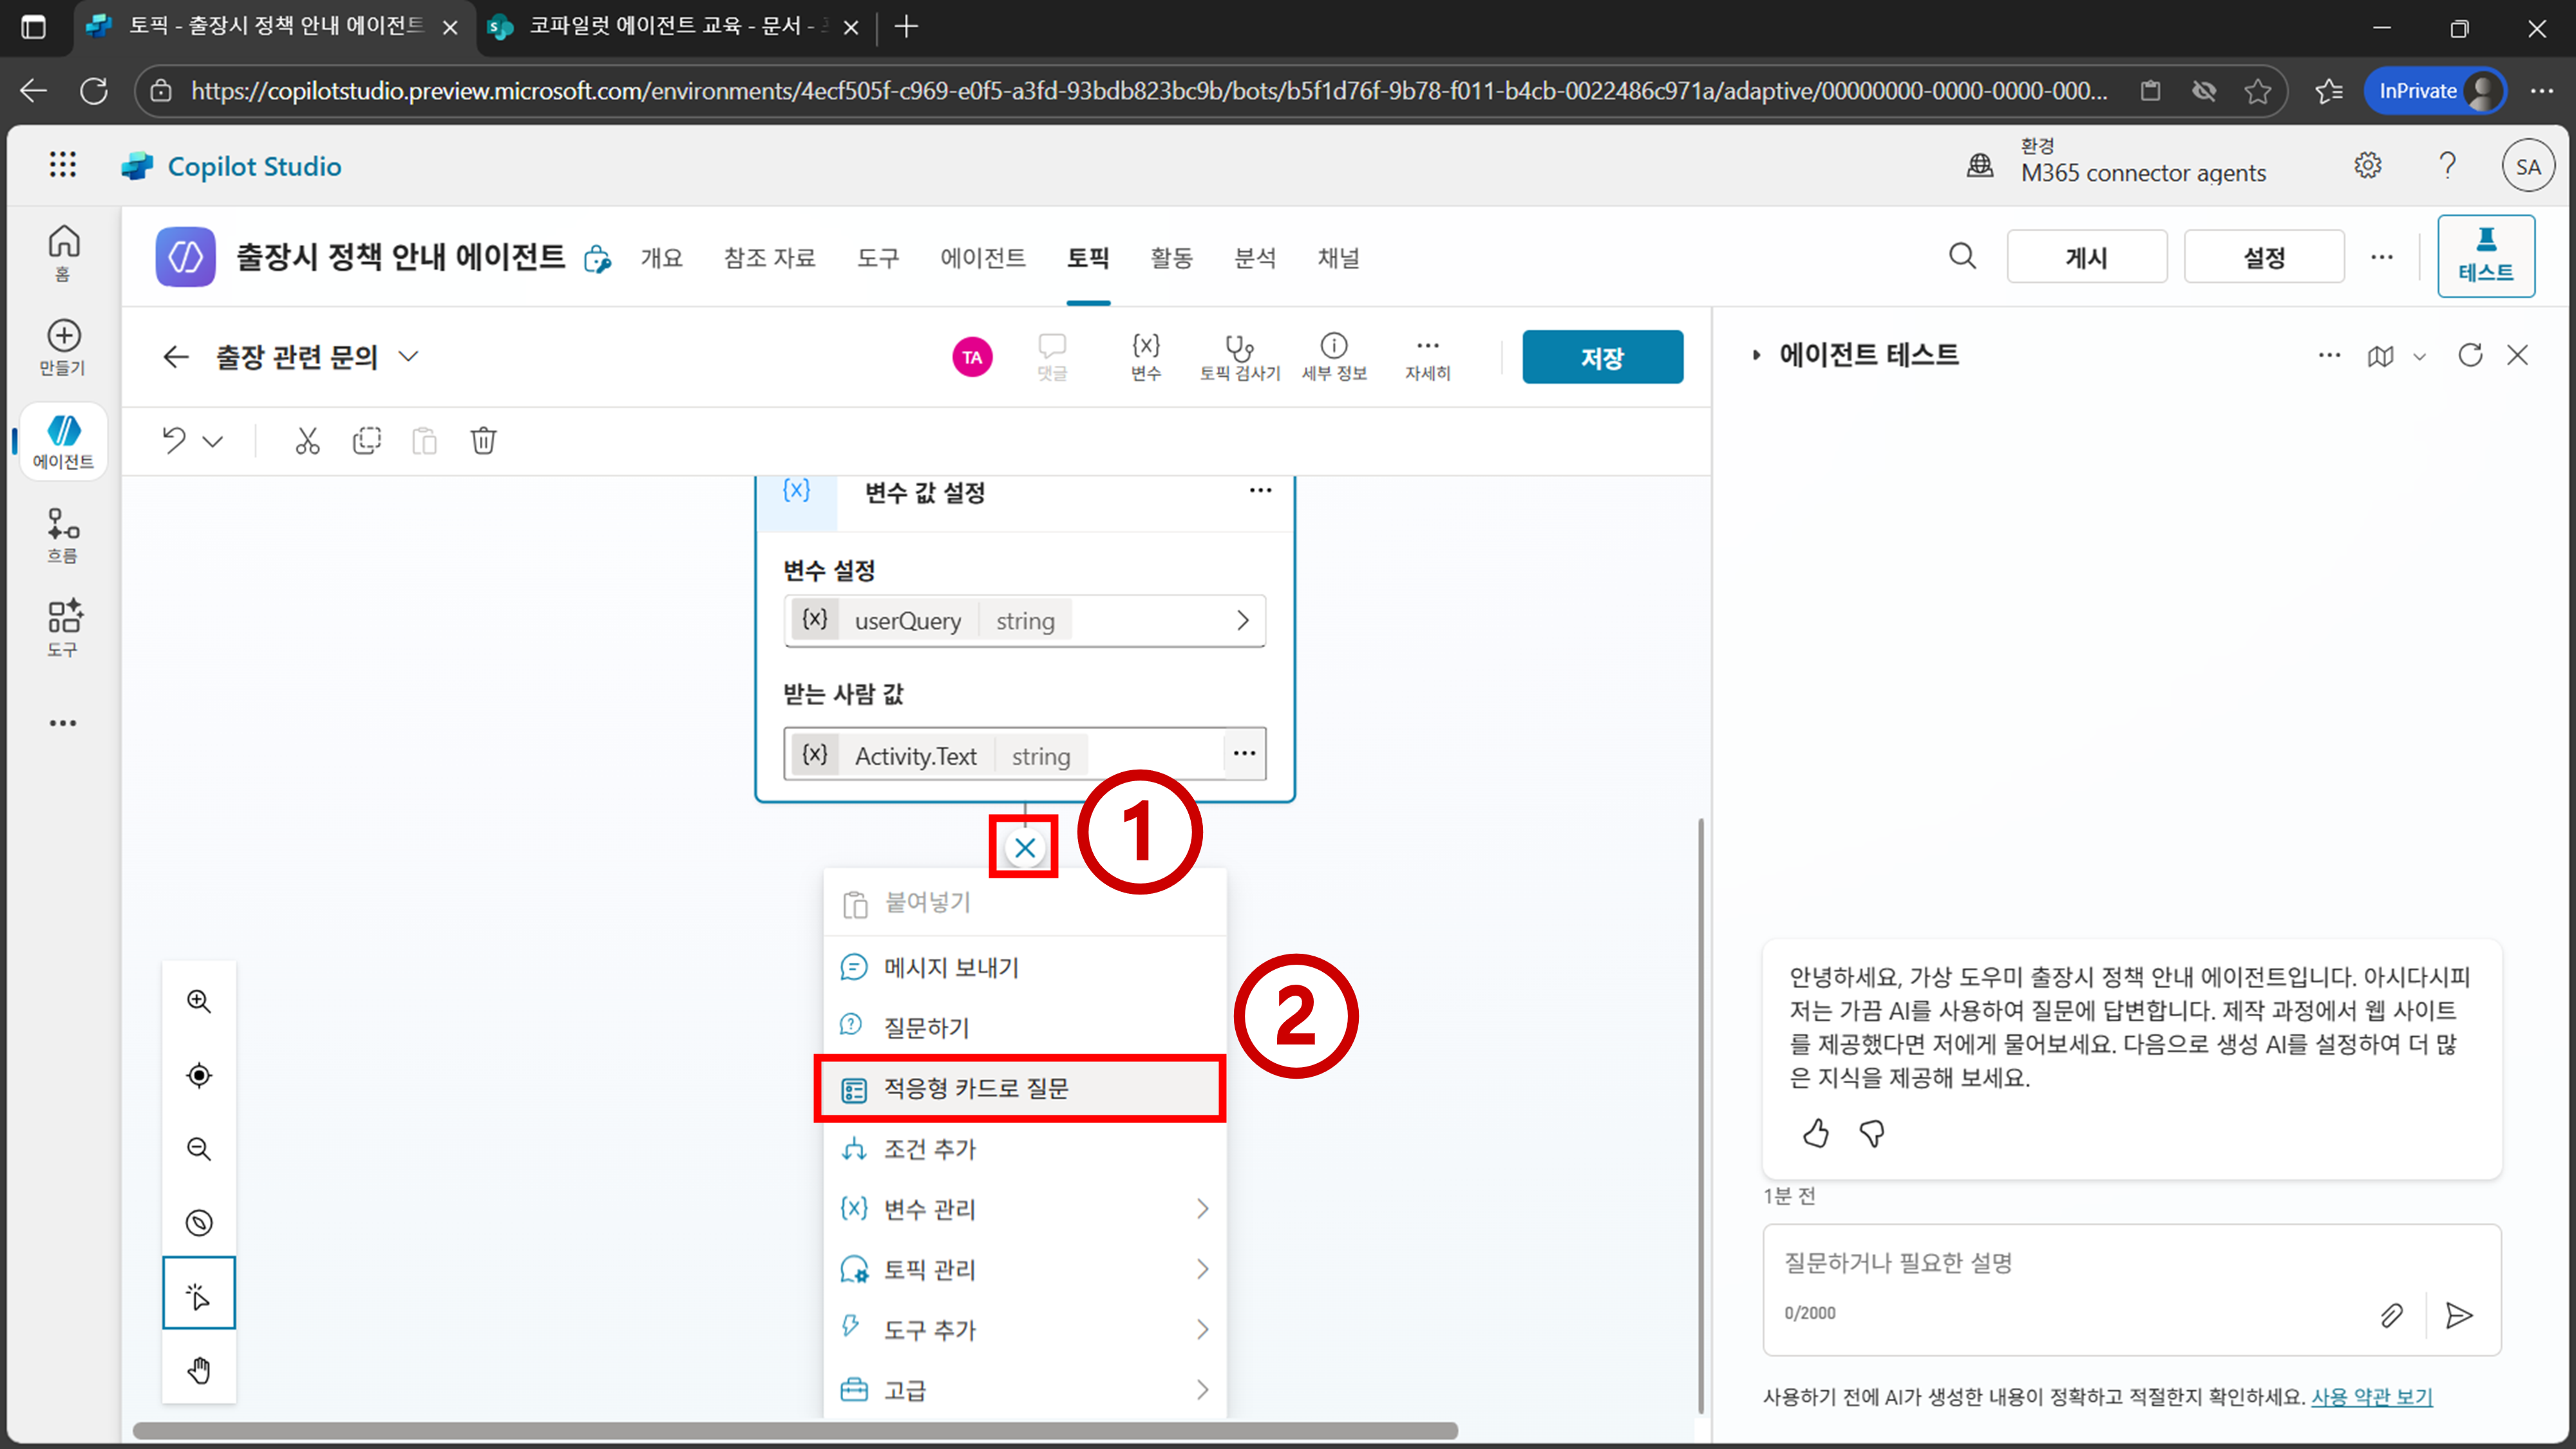 토픽 - 출장시 정책 안내 에이전트
코파일럿 에이전트 교육 - 문서 -
https://copilotstudio.preview.microsoft.com/environments/4ecf505f-c969-e0f5-a3fd-93bdb823bc9b/bots/b5f1d76f-9b78-f011-b4cb-0022486c971a/adaptive/00000000-0000-0000-000...
InPrivate
Copilot Studio
환경
M365 connector agents
SA
홈
만들기
에이전트
흐름
도구
출장시 정책 안내 에이전트
개요
참조 자료
도구
에이전트
토픽
활동
분석
채널
게시
설정
테스트
출장 관련 문의
TA
댓글
변수
토픽 검사기
세부 정보
자세히
저장
변수 값 설정
변수 설정
{x} userQuery string
받는 사람 값
{x} Activity.Text string
1
붙여넣기
메시지 보내기
질문하기
2
적응형 카드로 질문
조건 추가
변수 관리
토픽 관리
도구 추가
고급
에이전트 테스트
안녕하세요, 가상 도우미 출장시 정책 안내 에이전트입니다. 아시다시피
저는 가끔 AI를 사용하여 질문에 답변합니다. 제작 과정에서 웹 사이트
를 제공했다면 저에게 물어보세요. 다음으로 생성 AI를 설정하여 더 많
은 지식을 제공해 보세요.
1분 전
질문하거나 필요한 설명
0/2000
사용하기 전에 AI가 생성한 내용이 정확하고 적절한지 확인하세요. 사용 약관 보기